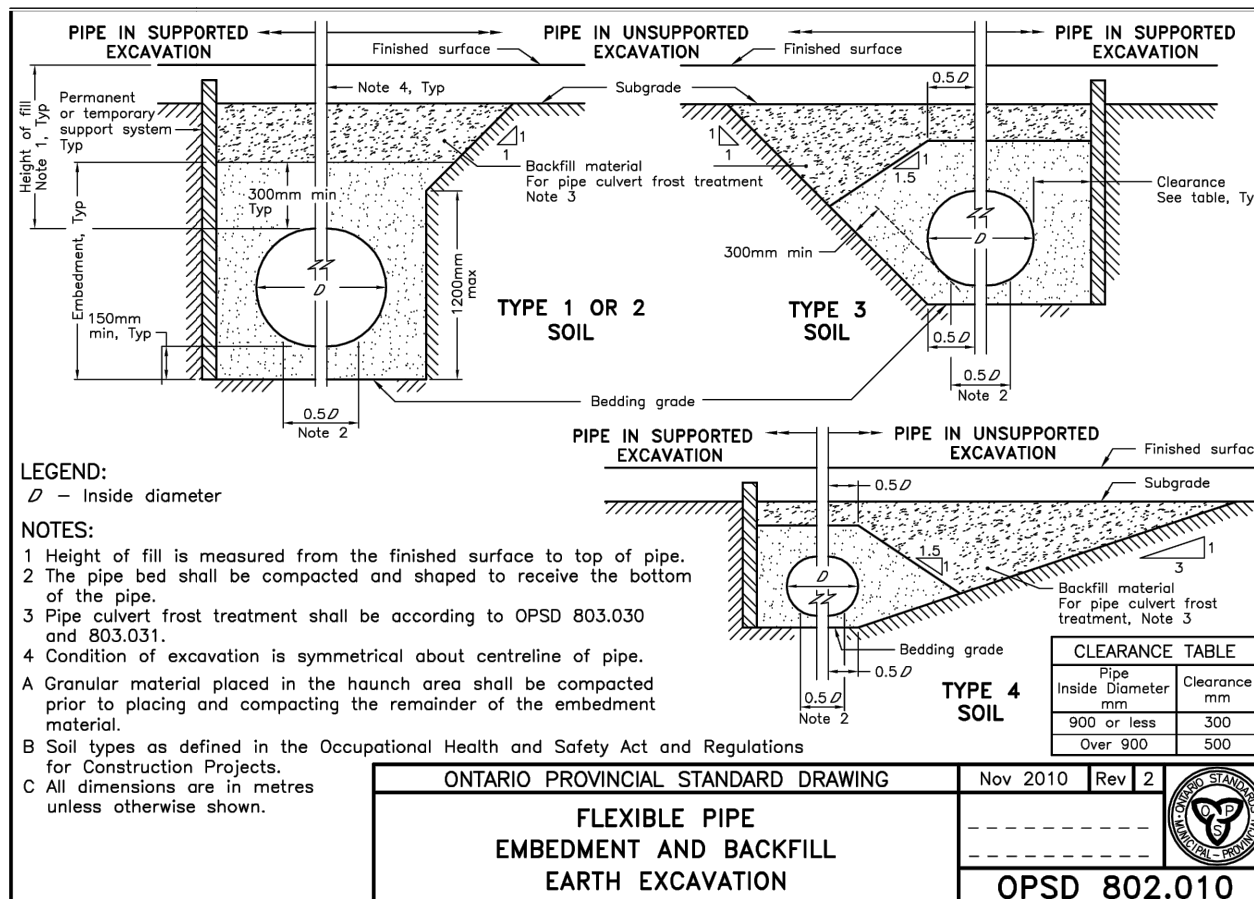 PIPE IN SUPPORTED
EXCAVATION
PIPE IN UNSUPPORTED
EXCAVATION
PIPE IN SUPPORTED
EXCAVATION
Finished surface
Finished surface
0.5D
Note 4, Typ
Subgrade
Height of fill
Note 1, Typ
Permanent
or temporary
support system
Typ
1
1
1
1
1
1.5
Backfill material
For pipe culvert frost treatment
Note 3
Clearance
See table, Ty
300mm min
Typ
Embedment, Typ
D
D
300mm min
1200mm
max
150mm
min, Typ
TYPE 1 OR 2
SOIL
TYPE 3
SOIL
0.5D
0.5D
Note 2
Bedding grade
0.5D
Note 2
PIPE IN SUPPORTED
EXCAVATION
PIPE IN UNSUPPORTED
EXCAVATION
Finished surfac
Subgrade
0.5D
1.5
1
1
3
D
Backfill material
For pipe culvert frost
treatment, Note 3
Bedding grade
0.5D
0.5D
Note 2
TYPE 4
SOIL
LEGEND:
D – Inside diameter
NOTES:
1 Height of fill is measured from the finished surface to top of pipe.
2 The pipe bed shall be compacted and shaped to receive the bottom
of the pipe.
3 Pipe culvert frost treatment shall be according to OPSD 803.030
and 803.031.
4 Condition of excavation is symmetrical about centreline of pipe.
A Granular material placed in the haunch area shall be compacted
prior to placing and compacting the remainder of the embedment
material.
B Soil types as defined in the Occupational Health and Safety Act and Regulations
for Construction Projects.
C All dimensions are in metres
unless otherwise shown.
CLEARANCE TABLE
Pipe
Inside Diameter
mm
Clearance
mm
900 or less 300
Over 900 500
ONTARIO PROVINCIAL STANDARD DRAWING
Nov 2010 Rev 2
FLEXIBLE PIPE
EMBEDMENT AND BACKFILL
EARTH EXCAVATION
OPSD 802.010
ONTARIO STANDARDS
MUNICIPAL – PROVINCIAL
O P
S